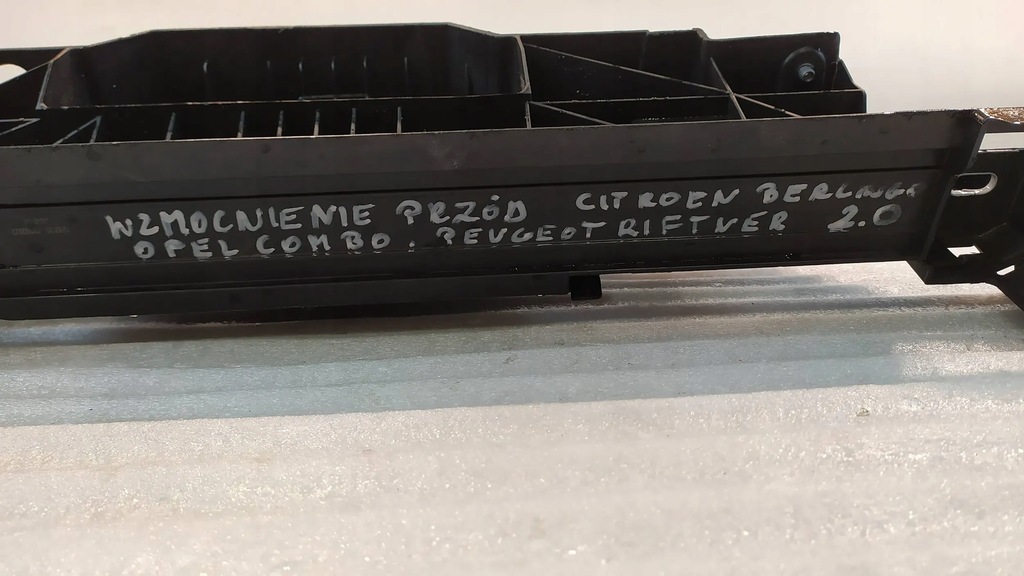 WZMOCNIENIE PRZÓD CITROEN BERLINGO
OPEL COMBO. PEUGEOT RIFTVER 2.0